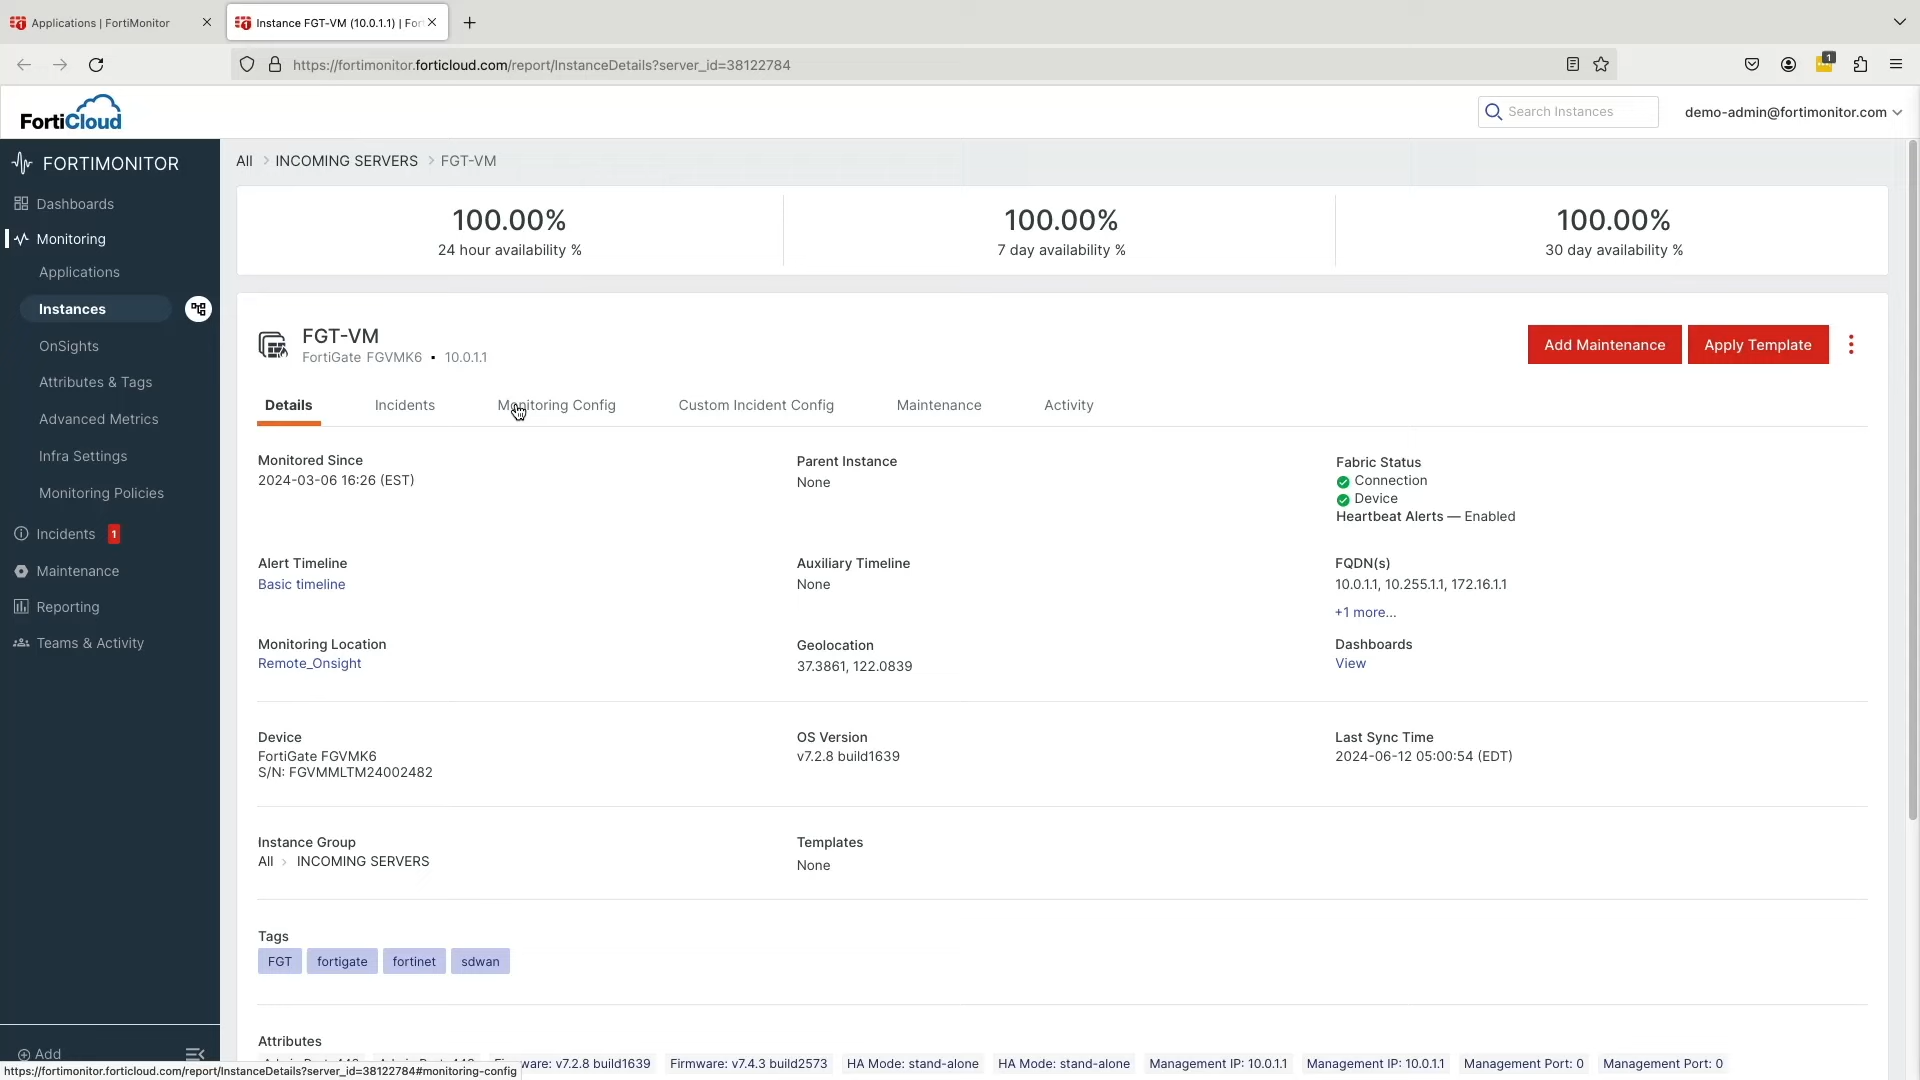 Applications | FortiMonitor
Instance FGT-VM (10.0.1.1) | For
https://fortimonitor.forticloud.com/report/InstanceDetails?server_id=38122784
1
FortiCloud
Search Instances
demo-admin@fortimonitor.com
FORTIMONITOR
Dashboards
Monitoring
Applications
Instances
OnSights
Attributes & Tags
Advanced Metrics
Infra Settings
Monitoring Policies
Incidents 1
Maintenance
Reporting
Teams & Activity
Add
All > INCOMING SERVERS > FGT-VM
100.00%
24 hour availability %
100.00%
7 day availability %
100.00%
30 day availability %
FGT-VM
FortiGate FGVMK6 • 10.0.1.1
Add Maintenance
Apply Template
Details
Incidents
Monitoring Config
Custom Incident Config
Maintenance
Activity
Monitored Since
2024-03-06 16:26 (EST)
Parent Instance
None
Fabric Status
Connection
Device
Heartbeat Alerts — Enabled
Alert Timeline
Basic timeline
Auxiliary Timeline
None
FQDN(s)
10.0.1.1, 10.255.1.1, 172.16.1.1
+1 more...
Monitoring Location
Remote_Onsight
Geolocation
37.3861, 122.0839
Dashboards
View
Device
FortiGate FGVMK6
S/N: FGVMMLTM24002482
OS Version
v7.2.8 build1639
Last Sync Time
2024-06-12 05:00:54 (EDT)
Instance Group
All > INCOMING SERVERS
Templates
None
Tags
FGT
fortigate
fortinet
sdwan
Attributes
ware: v7.2.8 build1639
Firmware: v7.4.3 build2573
HA Mode: stand-alone
HA Mode: stand-alone
Management IP: 10.0.1.1
Management IP: 10.0.1.1
Management Port: 0
Management Port: 0
https://fortimonitor.forticloud.com/report/InstanceDetails?server_id=38122784#monitoring-config